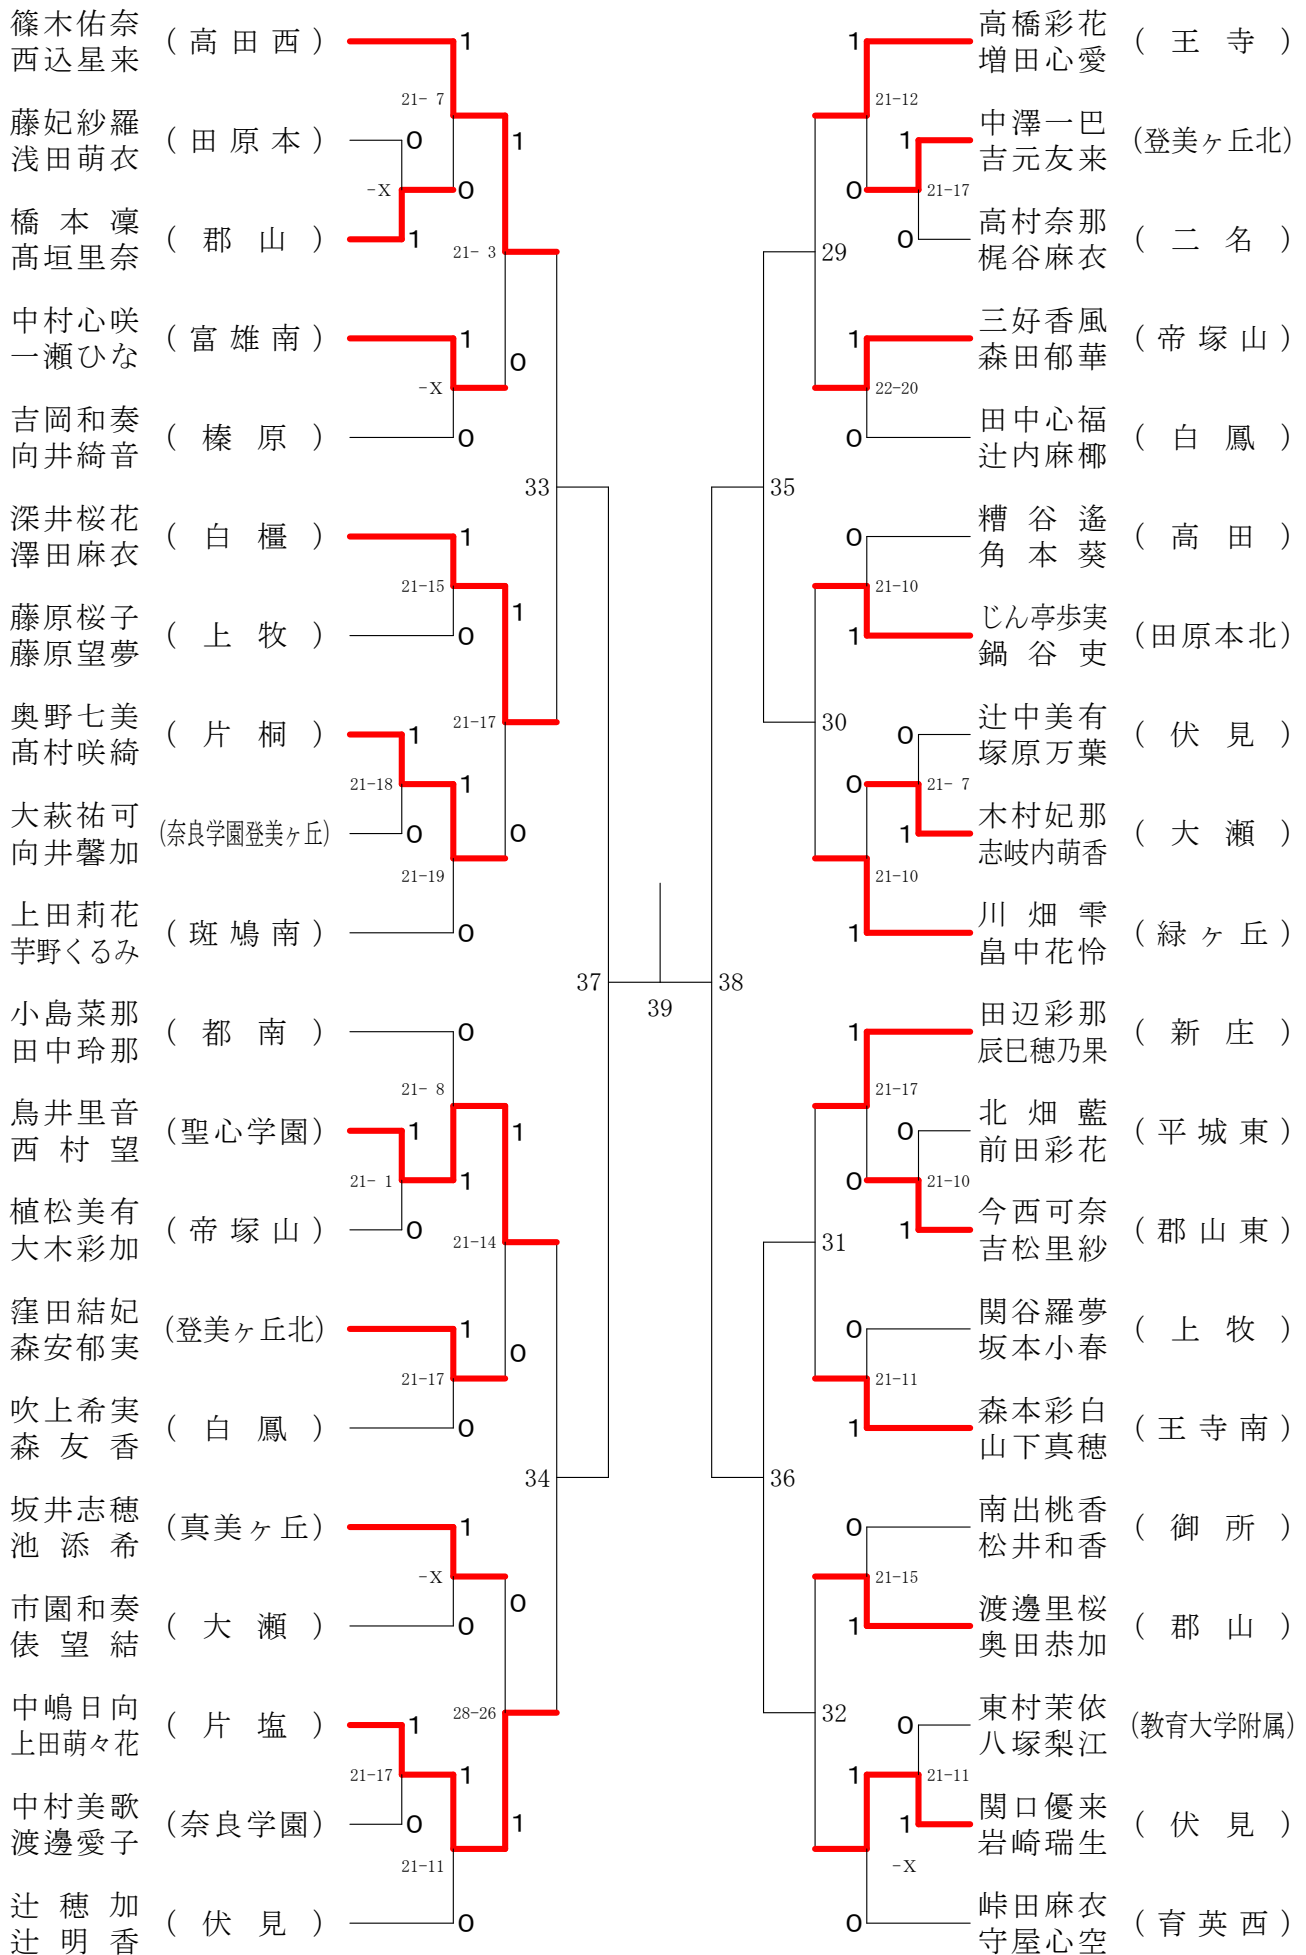 篠木佑奈
西込星来
( 高 田 西 )
1
21- 7
藤妃紗羅
浅田萌衣
( 田 原 本 )
0
1
-X
0
橋 本 凜
髙垣里奈
( 郡 山 )
1
21- 3
中村心咲
一瀬ひな
( 富 雄 南 )
1
0
-X
吉岡和奏
向井綺音
( 榛 原 )
0
33
深井桜花
澤田麻衣
( 白 橿 )
1
21-15
1
藤原桜子
藤原望夢
( 上 牧 )
0
奥野七美
髙村咲綺
( 片 桐 )
1
21-17
21-18
1
大萩祐可
向井馨加
(奈良学園登美ヶ丘)
0
0
21-19
上田莉花
芋野くるみ
( 斑 鳩 南 )
0
37
小島菜那
田中玲那
( 都 南 )
0
21- 8
鳥井里音
西 村 望
(聖心学園)
1
1
21- 1
1
植松美有
大木彩加
( 帝 塚 山 )
0
21-14
窪田結妃
森安郁実
(登美ヶ丘北)
1
0
21-17
吹上希実
森 友 香
( 白 鳳 )
0
34
坂井志穂
池 添 希
(真美ヶ丘)
1
-X
0
市園和奏
俵 望 結
( 大 瀬 )
0
中嶋日向
上田萌々花
( 片 塩 )
1
28-26
21-17
1
中村美歌
渡邊愛子
(奈良学園)
0
1
21-11
辻 穂 加
辻 明 香
( 伏 見 )
0
39
高橋彩花
増田心愛
( 王 寺 )
1
21-12
中澤一巴
吉元友来
(登美ヶ丘北)
1
0
21-17
高村奈那
梶谷麻衣
( 二 名 )
0
29
三好香風
森田郁華
( 帝 塚 山 )
1
22-20
田中心福
辻内麻椰
( 白 鳳 )
0
35
糟 谷 遙
角 本 葵
( 高 田 )
0
21-10
じん亭歩実
鍋 谷 吏
(田原本北)
1
30
辻中美有
塚原万葉
( 伏 見 )
0
0
21- 7
木村妃那
志岐内萌香
( 大 瀬 )
1
21-10
川 畑 雫
畠中花怜
( 緑 ヶ 丘 )
1
38
田辺彩那
辰巳穂乃果
( 新 庄 )
1
21-17
北 畑 藍
前田彩花
( 平 城 東 )
0
0
21-10
今西可奈
吉松里紗
( 郡 山 東 )
1
31
関谷羅夢
坂本小春
( 上 牧 )
0
21-11
森本彩白
山下真穂
( 王 寺 南 )
1
36
南出桃香
松井和香
( 御 所 )
0
21-15
渡邊里桜
奥田恭加
( 郡 山 )
1
32
東村茉依
八塚梨江
(教育大学附属)
0
1
21-11
関口優来
岩崎瑞生
( 伏 見 )
1
-X
峠田麻衣
守屋心空
( 育 英 西 )
0